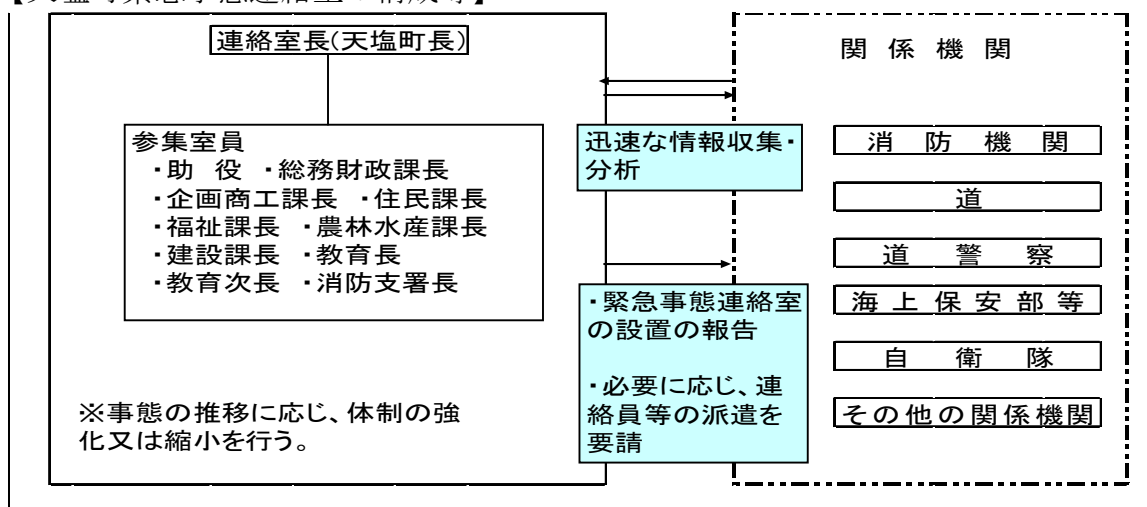 連絡室長(天塩町長)
参集室員
・助　役　・総務財政課長
・企画商工課長　・住民課長
・福祉課長　・農林水産課長
・建設課長　・教育長
・教育次長　・消防支署長
※事態の推移に応じ、体制の強
化又は縮小を行う。
迅速な情報収集・
分析
・緊急事態連絡室
の設置の報告
・必要に応じ、連
絡員等の派遣を
要請
関　係　機　関
消　防　機　関
道
道　警　察
海上保安部等
自　衛　隊
その他の関係機関